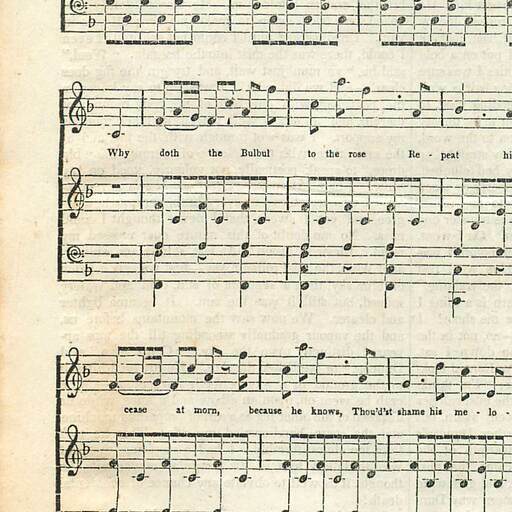 Why doth the Bulbul to the rose Re - peat hi
cease at morn, because he knows, Thou'd'st shame his me - lo -